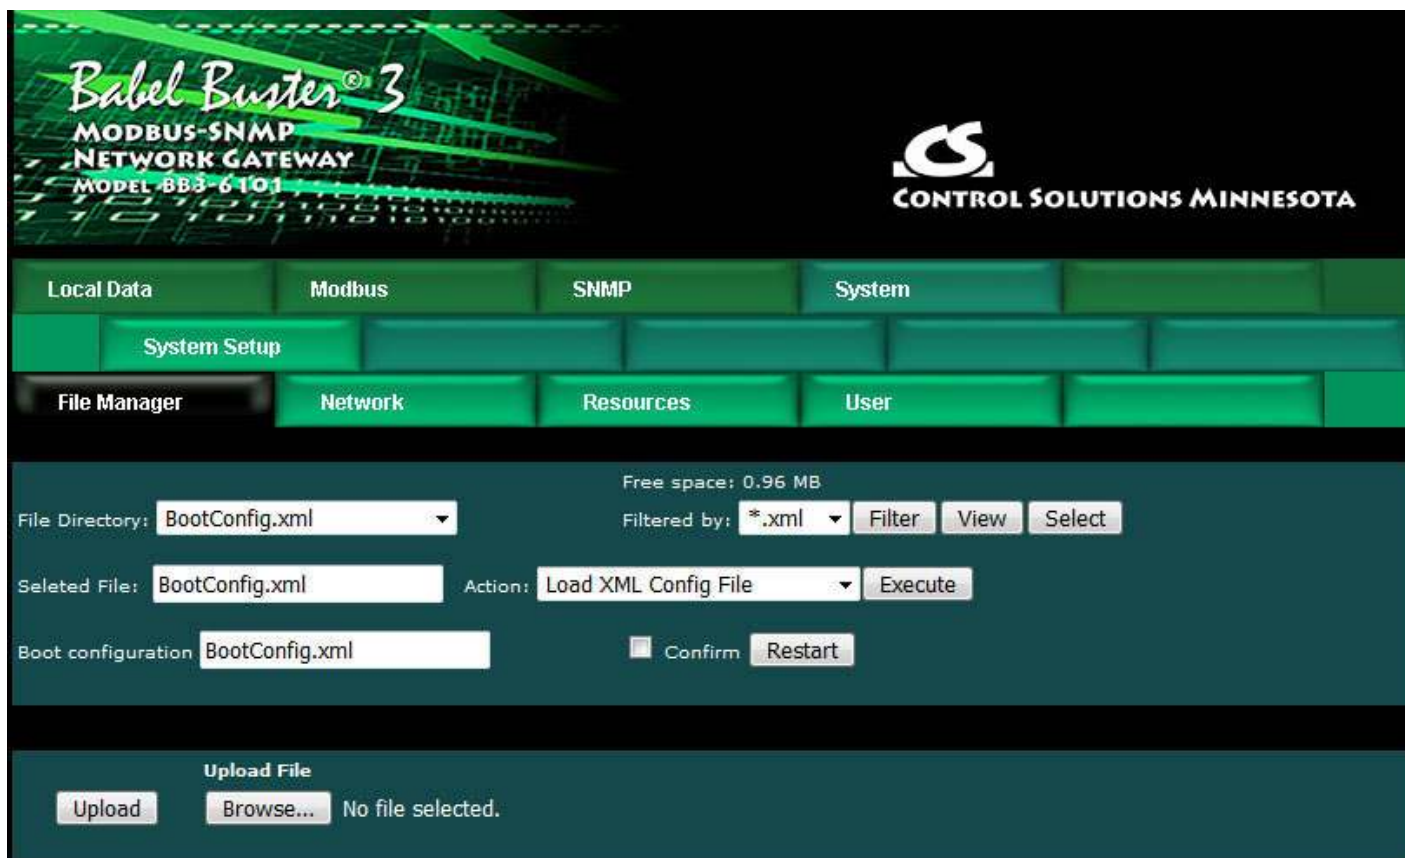 Babel Buster® 3
MODBUS-SNMP
NETWORK GATEWAY
MODEL BB3-6101
CS
CONTROL SOLUTIONS MINNESOTA
Local Data Modbus SNMP System
System Setup
File Manager Network Resources User
Free space: 0.96 MB
File Directory: BootConfig.xml Filtered by: *.xml Filter View Select
Seleted File: BootConfig.xml Action: Load XML Config File Execute
Boot configuration BootConfig.xml Confirm Restart
Upload File
Upload Browse... No file selected.